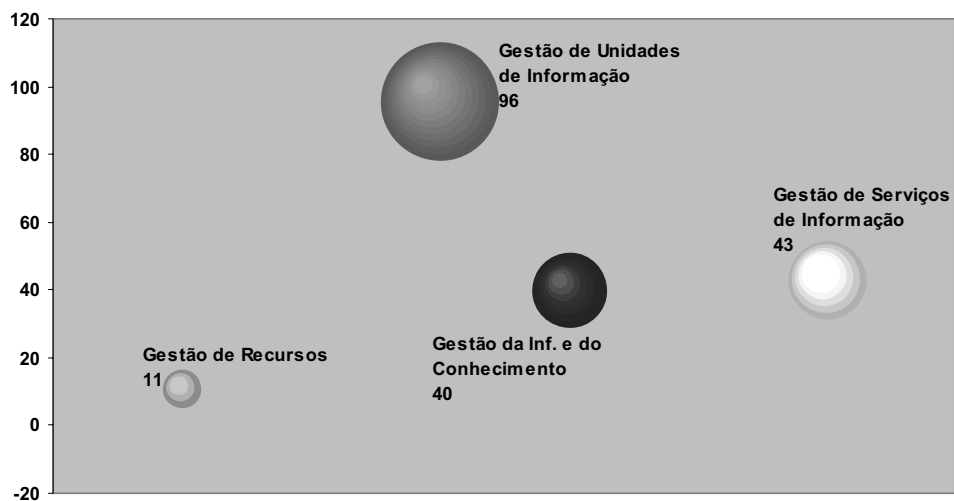 120
100
80
60
40
20
0
-20
Gestão de Unidades
de Informação
96
Gestão de Serviços
de Informação
43
Gestão da Inf. e do
Conhecimento
40
Gestão de Recursos
11